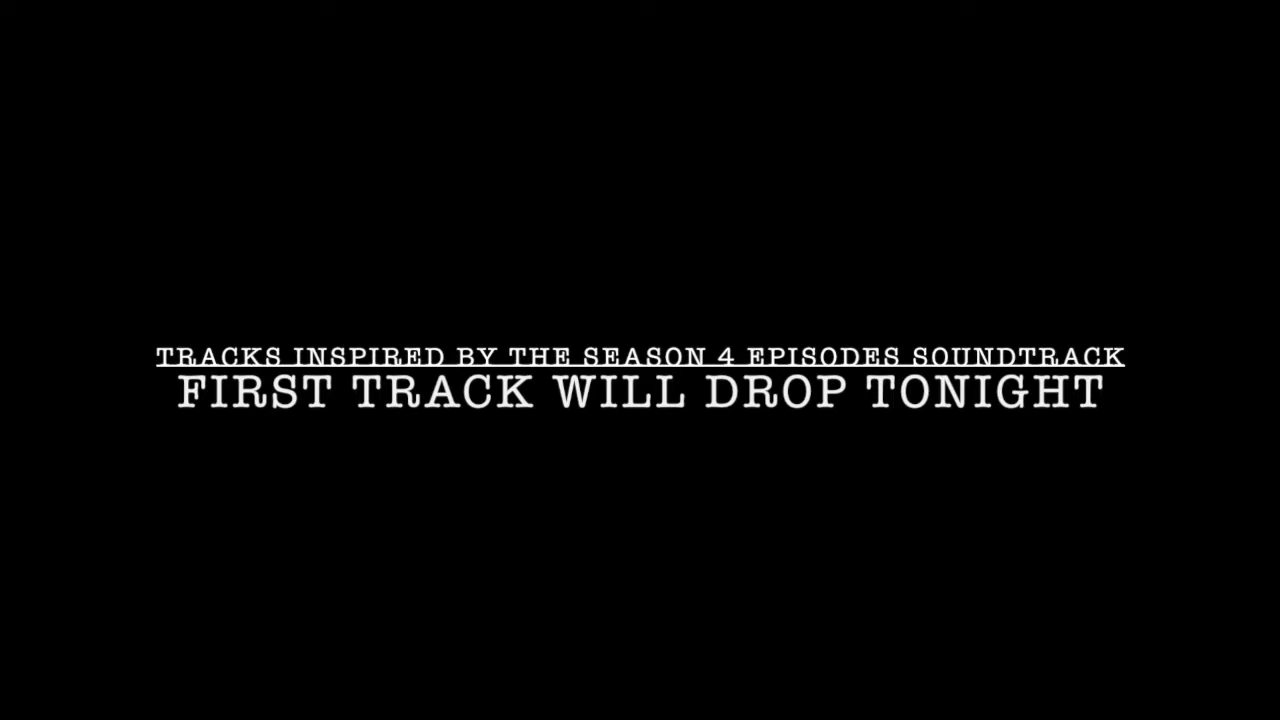 TRACKS INSPIRED BY THE SEASON 4 EPISODES SOUNDTRACK
FIRST TRACK WILL DROP TONIGHT